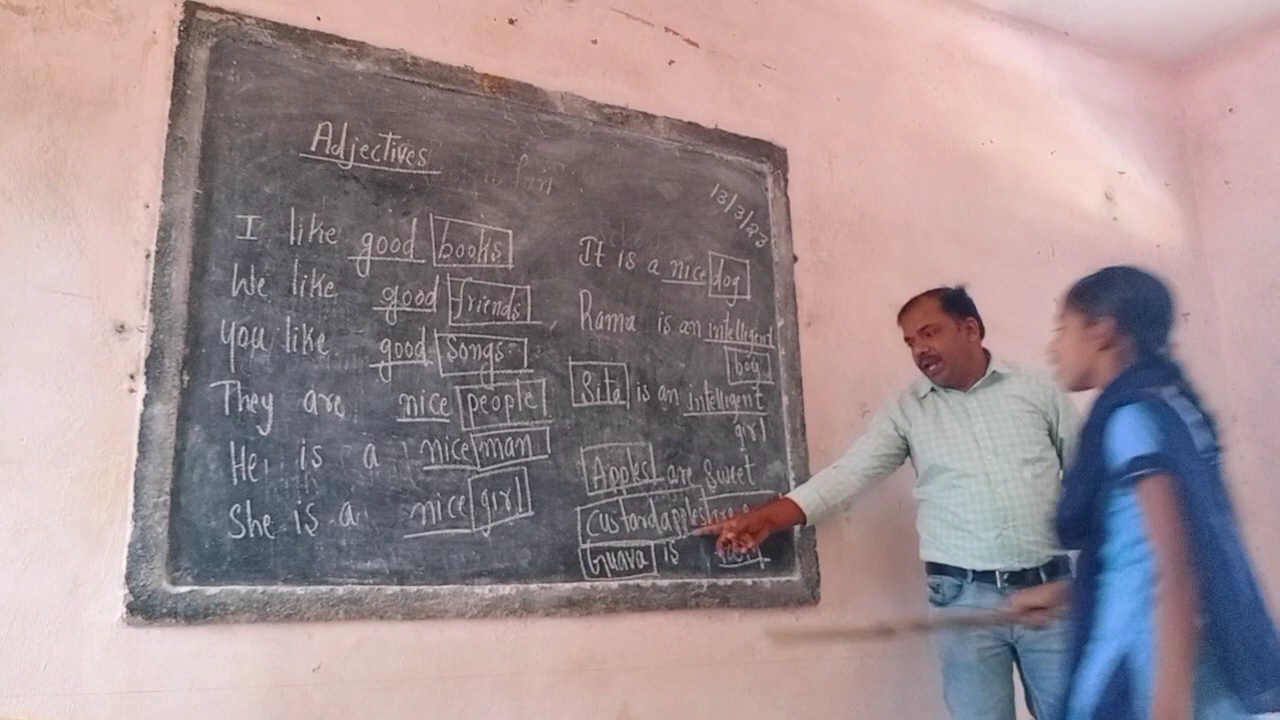 Adjectives
13/3/23
I like good books
We like good friends
you like good songs
They are nice people
He is a nice man
She is a nice girl
It is a nice dog
Rama is an intelligent
boy
Sita is an intelligent
girl
Apples are sweet
Custard apples are
Guava is